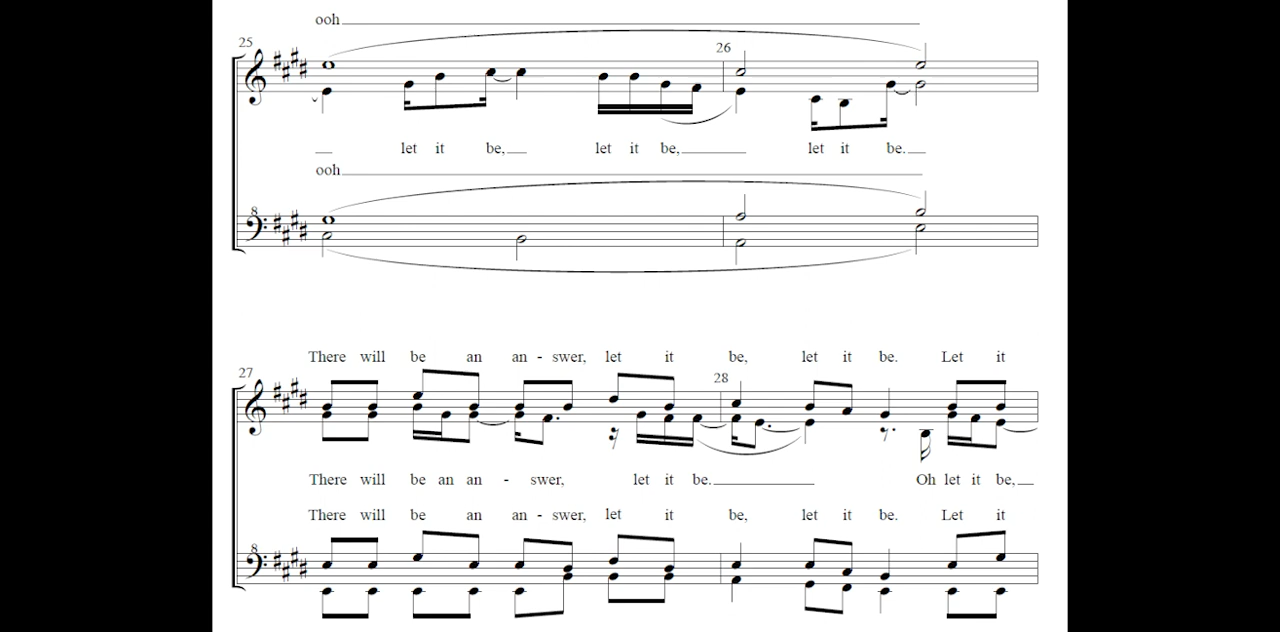 ooh
25
26
let it be, let it be, let it be.
ooh
8
There will be an an - swer, let it be, let it be. Let it
27
28
There will be an an - swer, let it be. Oh let it be,
There will be an an - swer, let it be, let it be. Let it
8